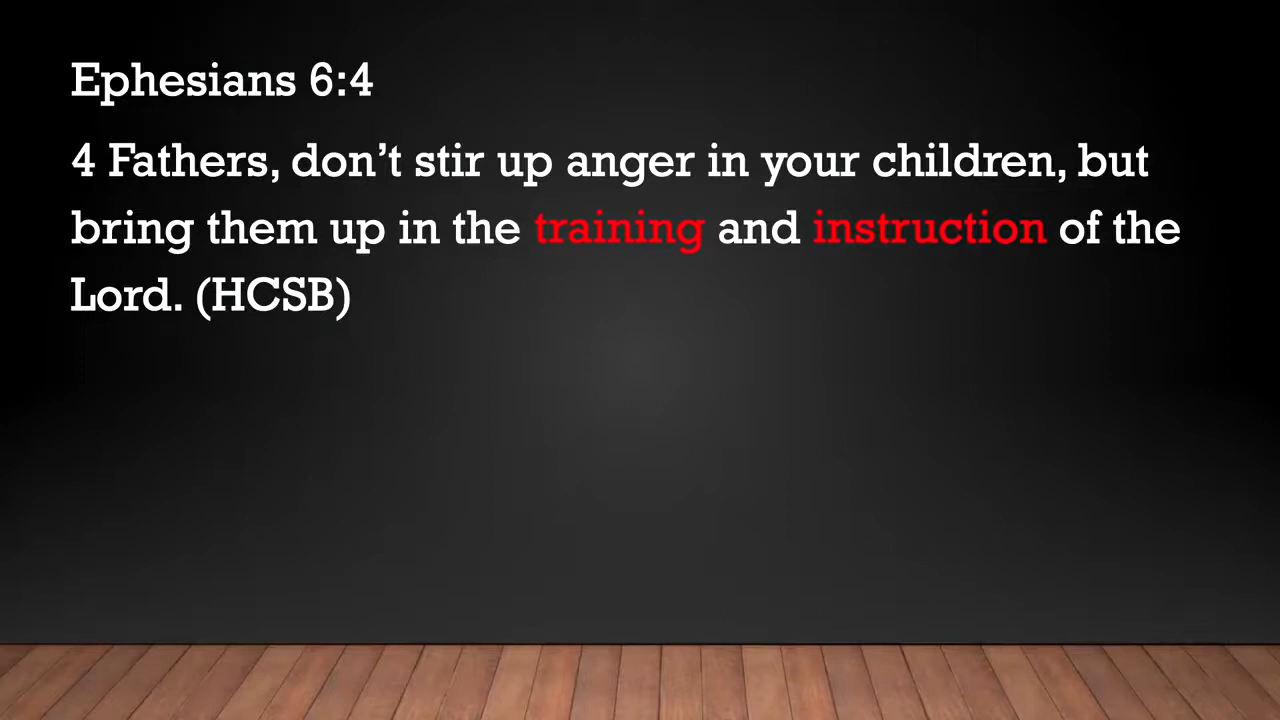 Ephesians 6:4
4 Fathers, don’t stir up anger in your children, but
bring them up in the training and instruction of the
Lord. (HCSB)